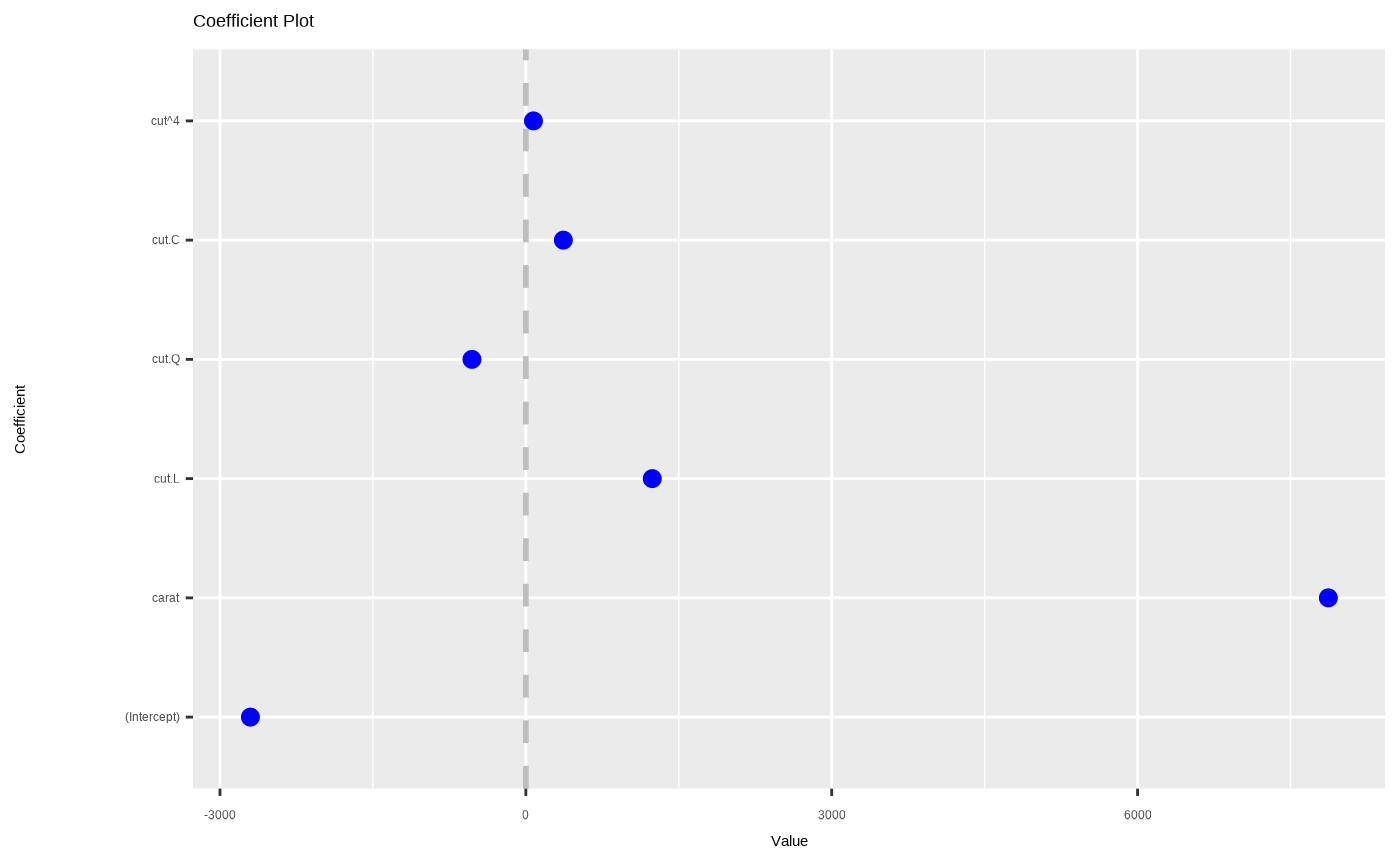 Coefficient Plot
cut^4
cut.C
cut.Q
cut.L
carat
(Intercept)
Coefficient
-3000 0 3000 6000
Value